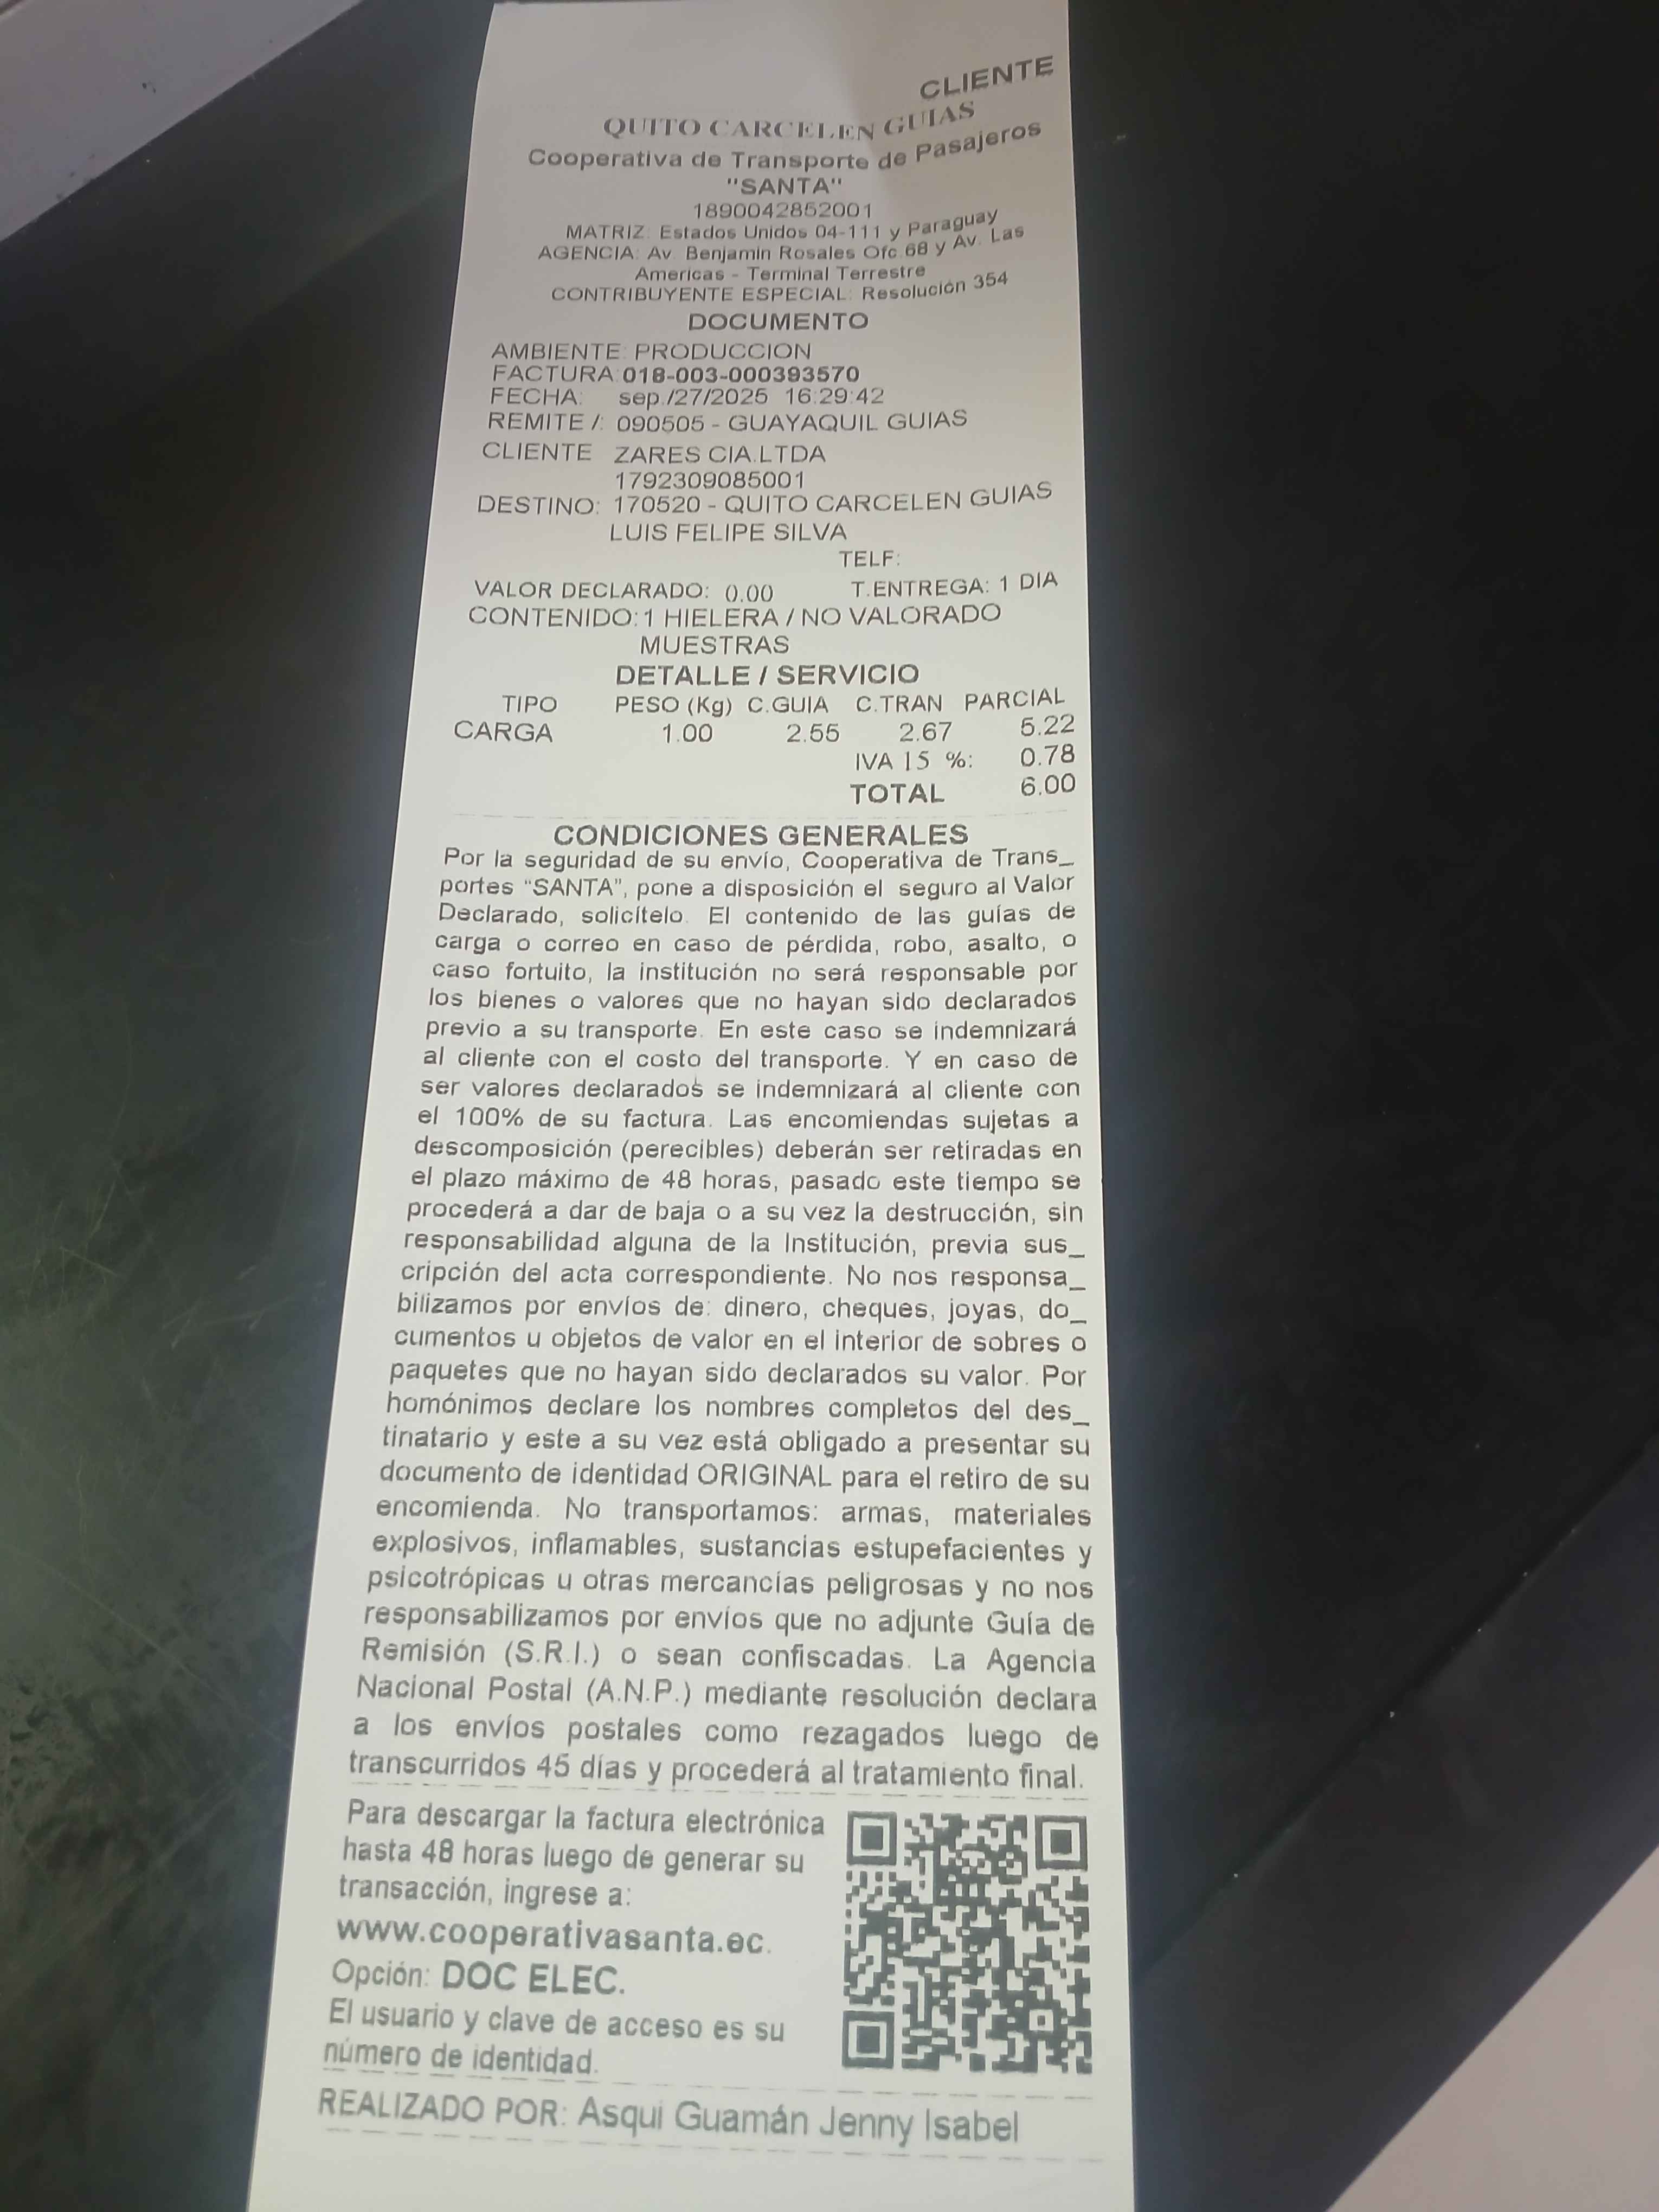 CLIENTE
QUITO CARCELEN GUIAS
Cooperativa de Transporte de Pasajeros
"SANTA"
1890042852001
MATRIZ: Estados Unidos 04-111 y Paraguay
AGENCIA: Av. Benjamin Rosales Ofc.68 y Av. Las
Americas - Terminal Terrestre
CONTRIBUYENTE ESPECIAL: Resolución 354
DOCUMENTO
AMBIENTE: PRODUCCION
FACTURA:018-003-000393570
FECHA: sep./27/2025 16:29:42
REMITE /: 090505 - GUAYAQUIL GUIAS
CLIENTE ZARES CIA.LTDA
1792309085001
DESTINO: 170520 - QUITO CARCELEN GUIAS
LUIS FELIPE SILVA
TELF:
VALOR DECLARADO: 0.00 T.ENTREGA: 1 DIA
CONTENIDO:1 HIELERA / NO VALORADO
MUESTRAS
DETALLE / SERVICIO
TIPO PESO (Kg) C.GUIA C.TRAN PARCIAL
CARGA 1.00 2.55 2.67 5.22
IVA 15 %: 0.78
TOTAL 6.00
CONDICIONES GENERALES
Por la seguridad de su envío, Cooperativa de Trans_
portes “SANTA”, pone a disposición el seguro al Valor
Declarado, solicítelo. El contenido de las guías de
carga o correo en caso de pérdida, robo, asalto, o
caso fortuito, la institución no será responsable por
los bienes o valores que no hayan sido declarados
previo a su transporte. En este caso se indemnizará
al cliente con el costo del transporte. Y en caso de
ser valores declarados se indemnizará al cliente con
el 100% de su factura. Las encomiendas sujetas a
descomposición (perecibles) deberán ser retiradas en
el plazo máximo de 48 horas, pasado este tiempo se
procederá a dar de baja o a su vez la destrucción, sin
responsabilidad alguna de la Institución, previa sus_
cripción del acta correspondiente. No nos responsa_
bilizamos por envíos de: dinero, cheques, joyas, do_
cumentos u objetos de valor en el interior de sobres o
paquetes que no hayan sido declarados su valor. Por
homónimos declare los nombres completos del des_
tinatario y este a su vez está obligado a presentar su
documento de identidad ORIGINAL para el retiro de su
encomienda. No transportamos: armas, materiales
explosivos, inflamables, sustancias estupefacientes y
psicotrópicas u otras mercancías peligrosas y no nos
responsabilizamos por envíos que no adjunte Guía de
Remisión (S.R.I.) o sean confiscadas. La Agencia
Nacional Postal (A.N.P.) mediante resolución declara
a los envíos postales como rezagados luego de
transcurridos 45 días y procederá al tratamiento final.
Para descargar la factura electrónica
hasta 48 horas luego de generar su
transacción, ingrese a:
www.cooperativasanta.ec.
Opción: DOC ELEC.
El usuario y clave de acceso es su
número de identidad.
REALIZADO POR: Asqui Guamán Jenny Isabel